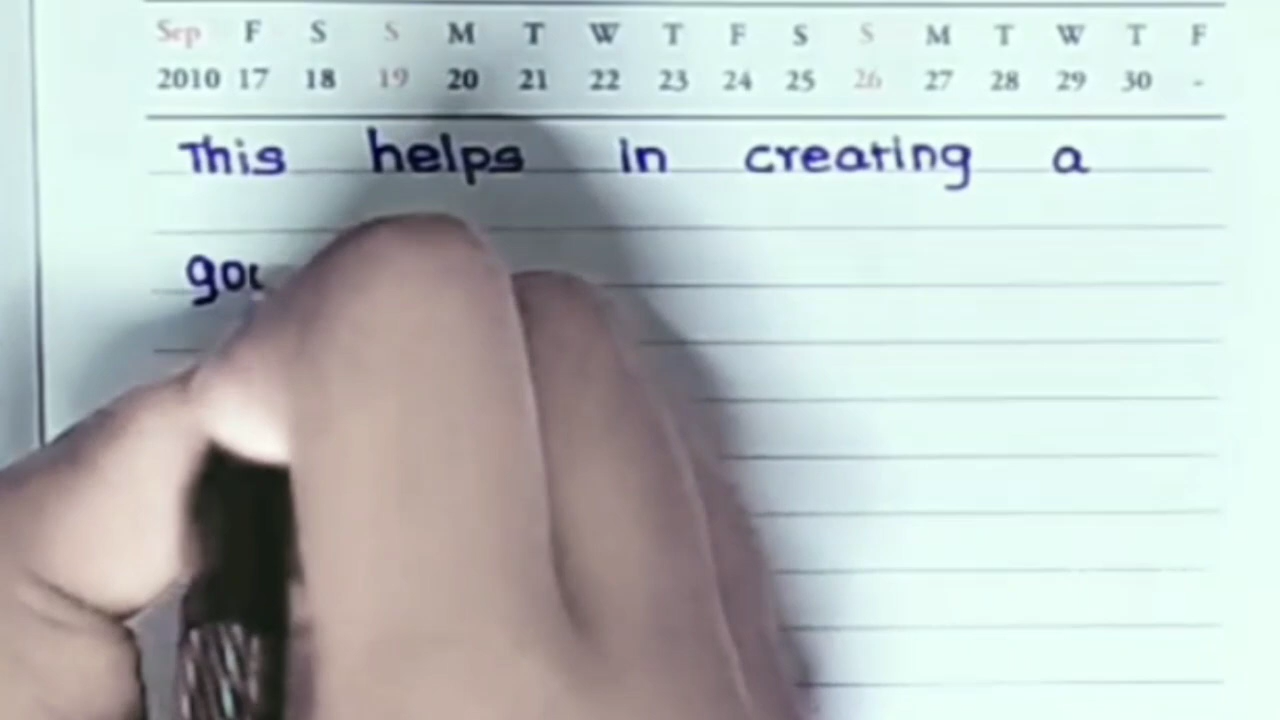 Sep F S S M T W T F S S M T W T F
2010 17 18 19 20 21 22 23 24 25 26 27 28 29 30 -
This helps in creating a